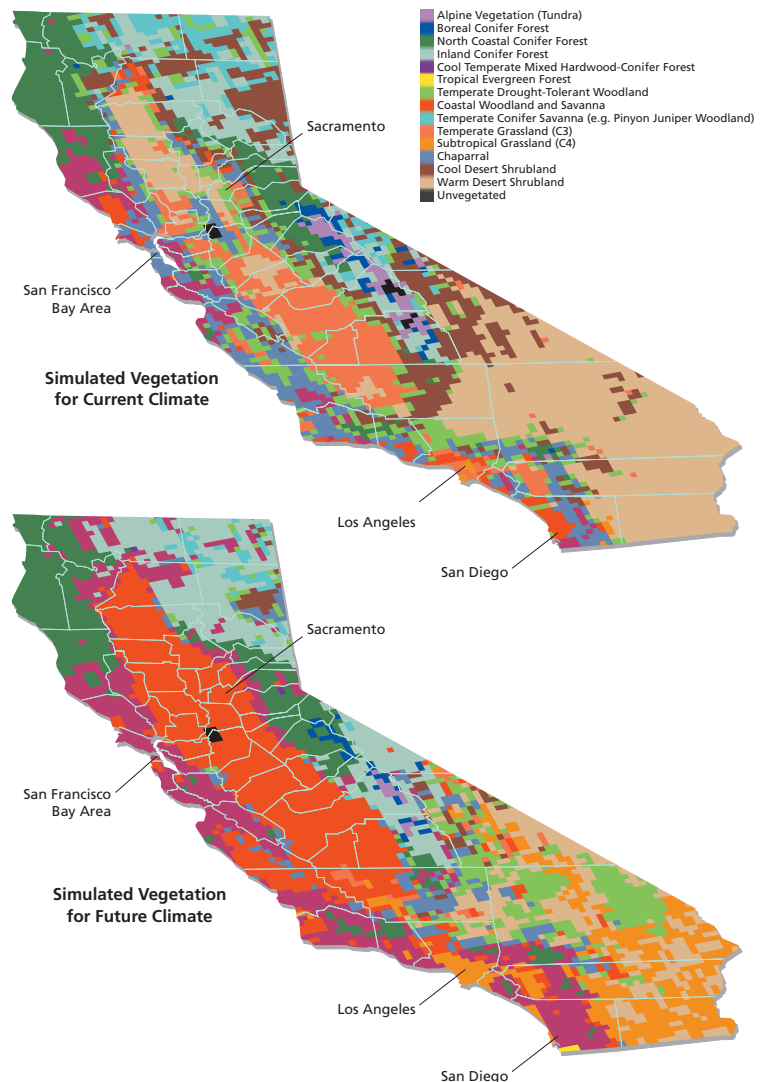 Alpine Vegetation (Tundra)
Boreal Conifer Forest
North Coastal Conifer Forest
Inland Conifer Forest
Cool Temperate Mixed Hardwood-Conifer Forest
Tropical Evergreen Forest
Temperate Drought-Tolerant Woodland
Coastal Woodland and Savanna
Temperate Conifer Savanna (e.g. Pinyon Juniper Woodland)
Temperate Grassland (C3)
Subtropical Grassland (C4)
Chaparral
Cool Desert Shrubland
Warm Desert Shrubland
Unvegetated
Sacramento
San Francisco
Bay Area
Simulated Vegetation
for Current Climate
Los Angeles
San Diego
Sacramento
San Francisco
Bay Area
Simulated Vegetation
for Future Climate
Los Angeles
San Diego